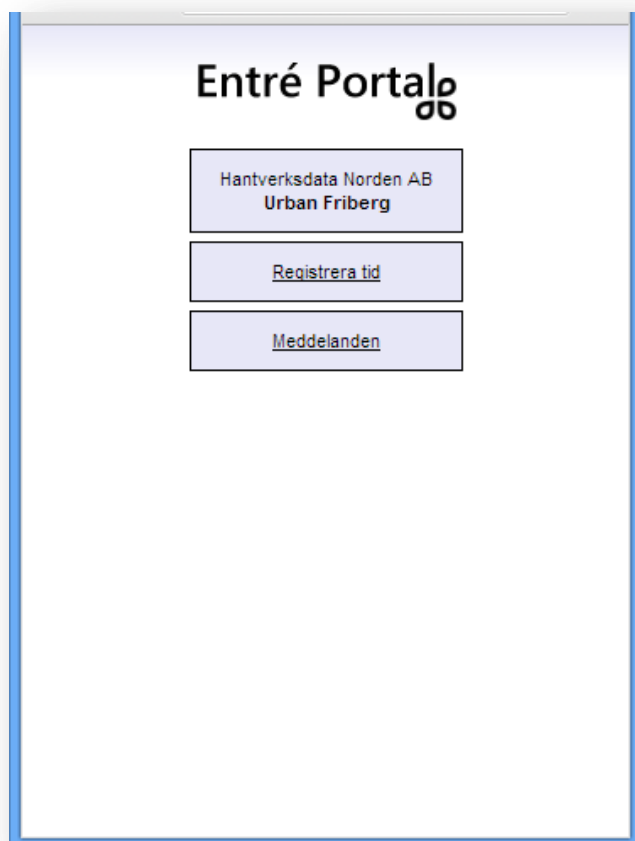 Entré Portal
Hantverksdata Norden AB
Urban Friberg
Registrera tid
Meddelanden